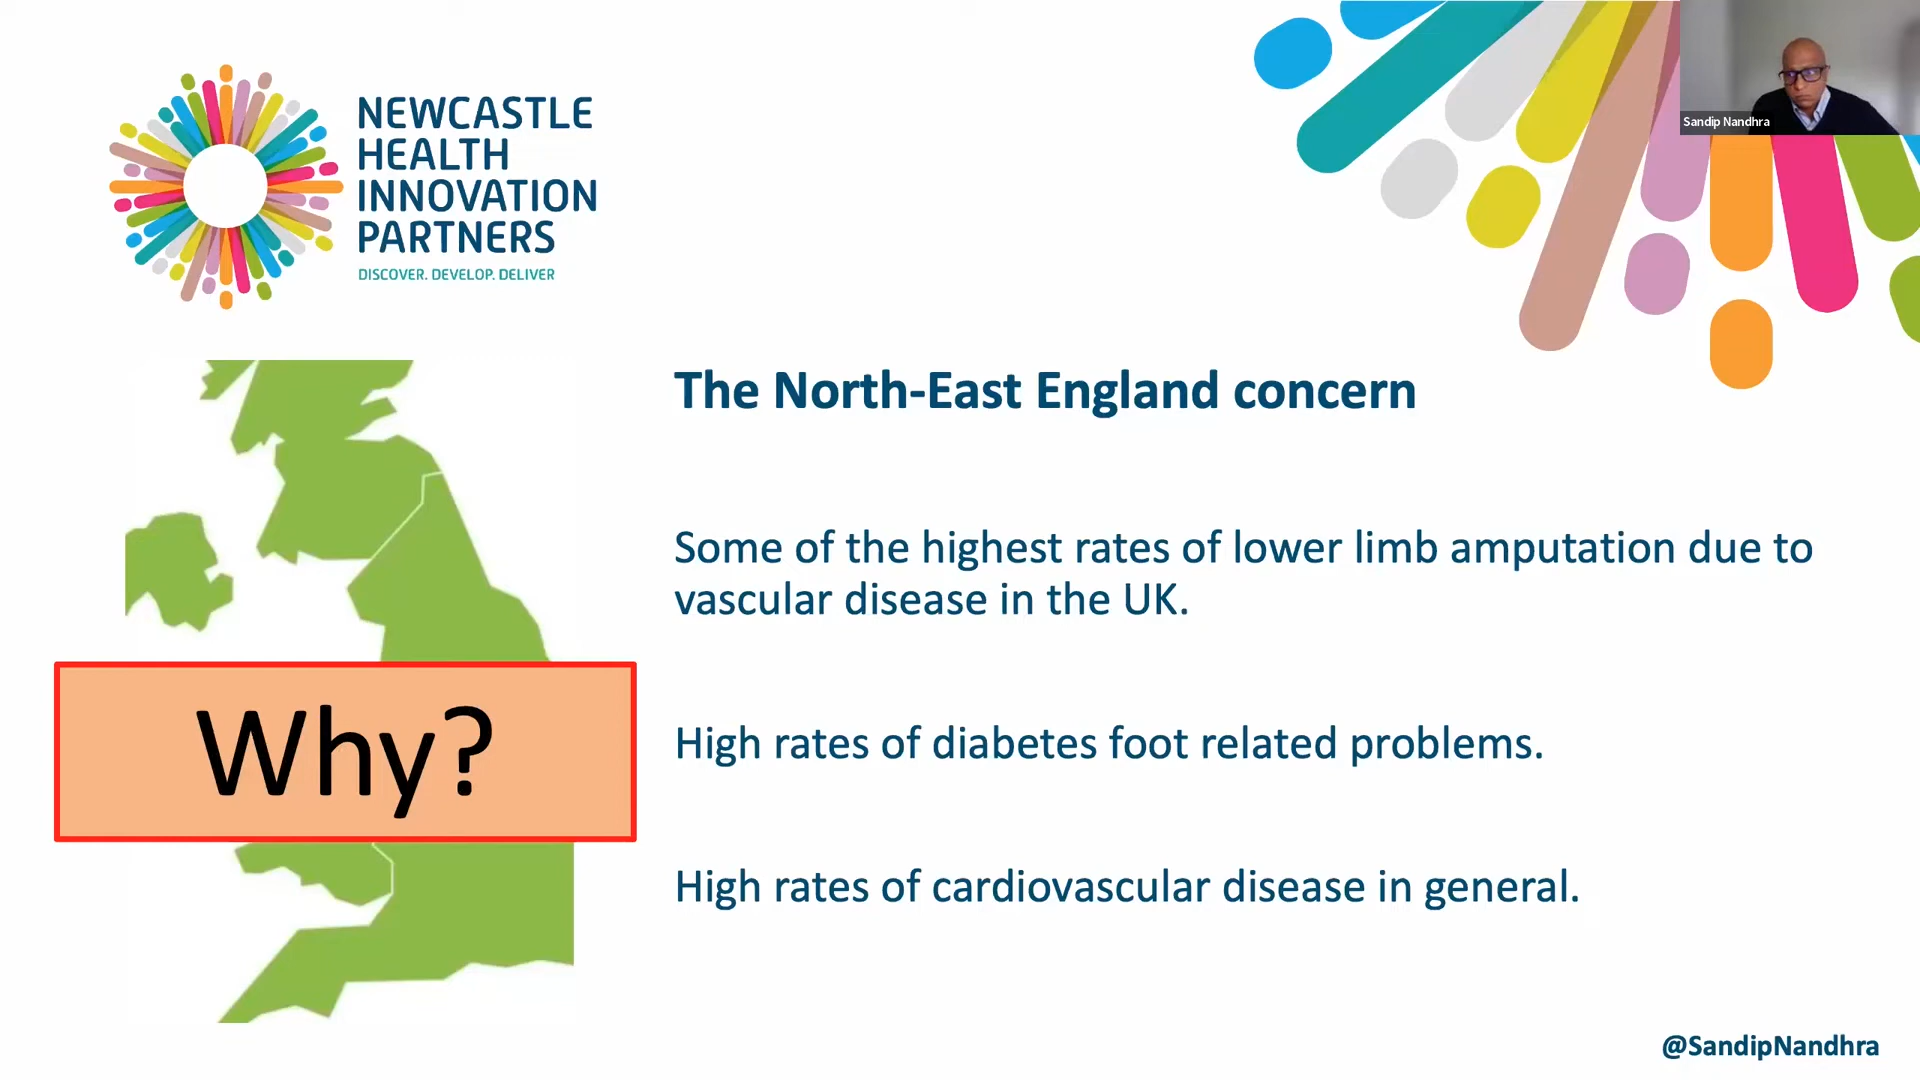 NEWCASTLE
HEALTH
INNOVATION
PARTNERS
DISCOVER. DEVELOP. DELIVER
Sandip Nandhra
The North-East England concern
Some of the highest rates of lower limb amputation due to
vascular disease in the UK.
Why?
High rates of diabetes foot related problems.
High rates of cardiovascular disease in general.
@SandipNandhra